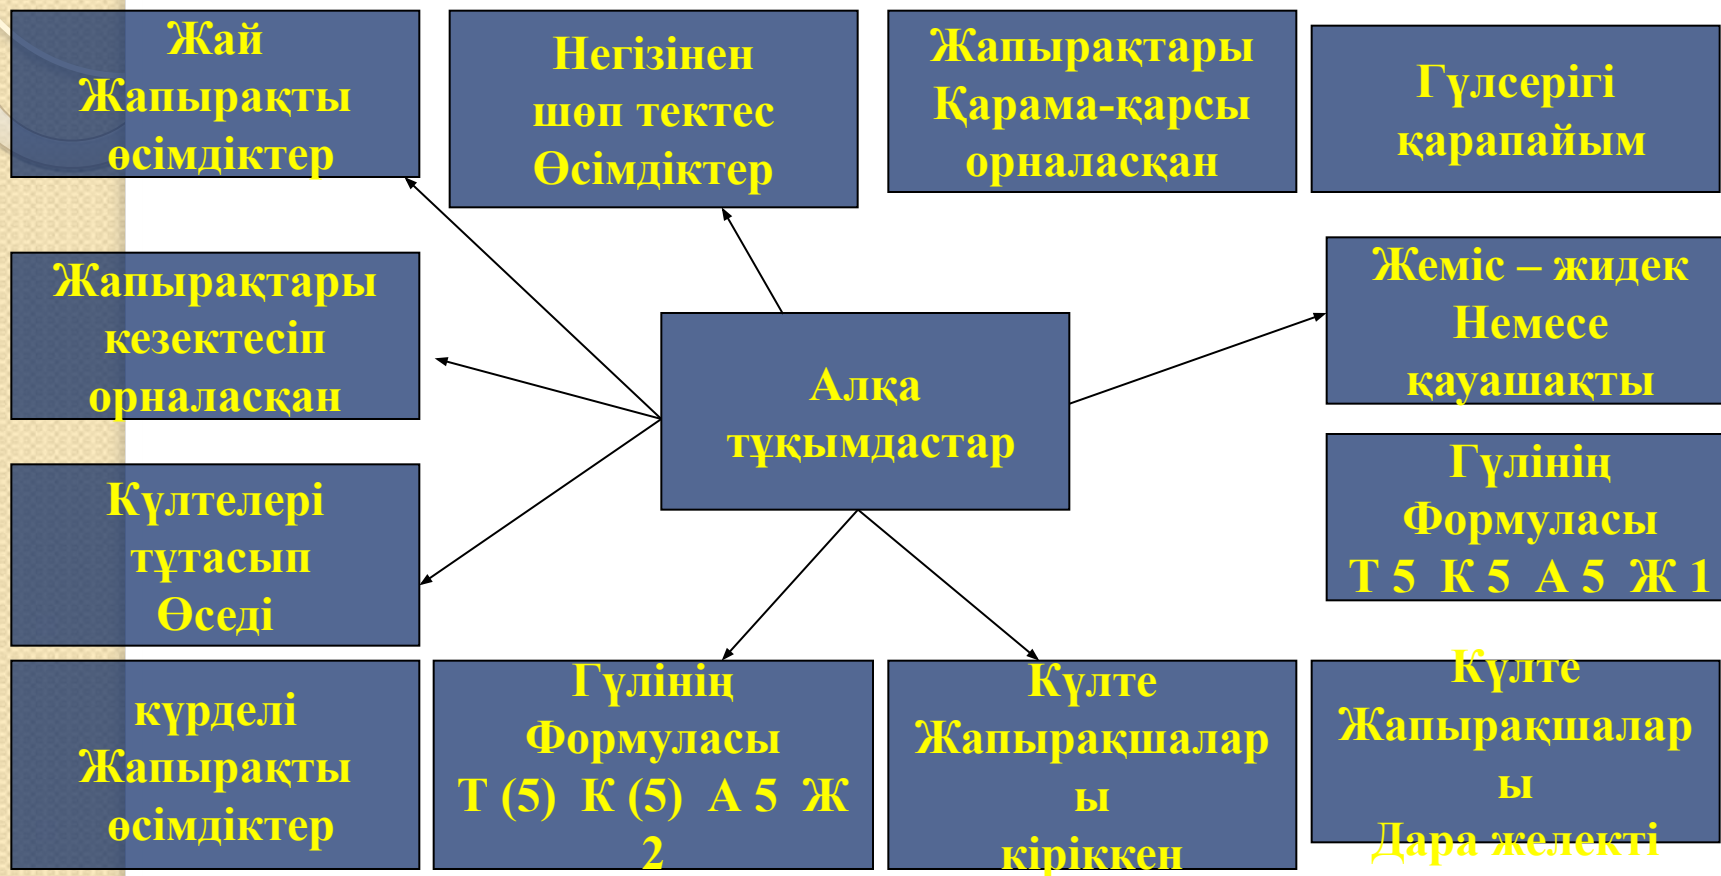 Жай
Жапырақты
өсімдіктер
Негізінен
шөп тектес
Өсімдіктер
Жапырақтары
Қарама-қарсы
орналасқан
Гүлсерігі
қарапайым
Жапырақтары
кезектесіп
орналасқан
Алқа
тұқымдастар
Жеміс – жидек
Немесе
қауашақты
Күлтелері
тұтасып
Өседі
Гүлінің
Формуласы
Т 5 К 5 А 5 Ж 1
күрделі
Жапырақты
өсімдіктер
Гүлінің
Формуласы
Т (5) К (5) А 5 Ж
2
Күлте
Жапырақшалар
ы
кіріккен
Күлте
Жапырақшалар
ы
Дара желекті